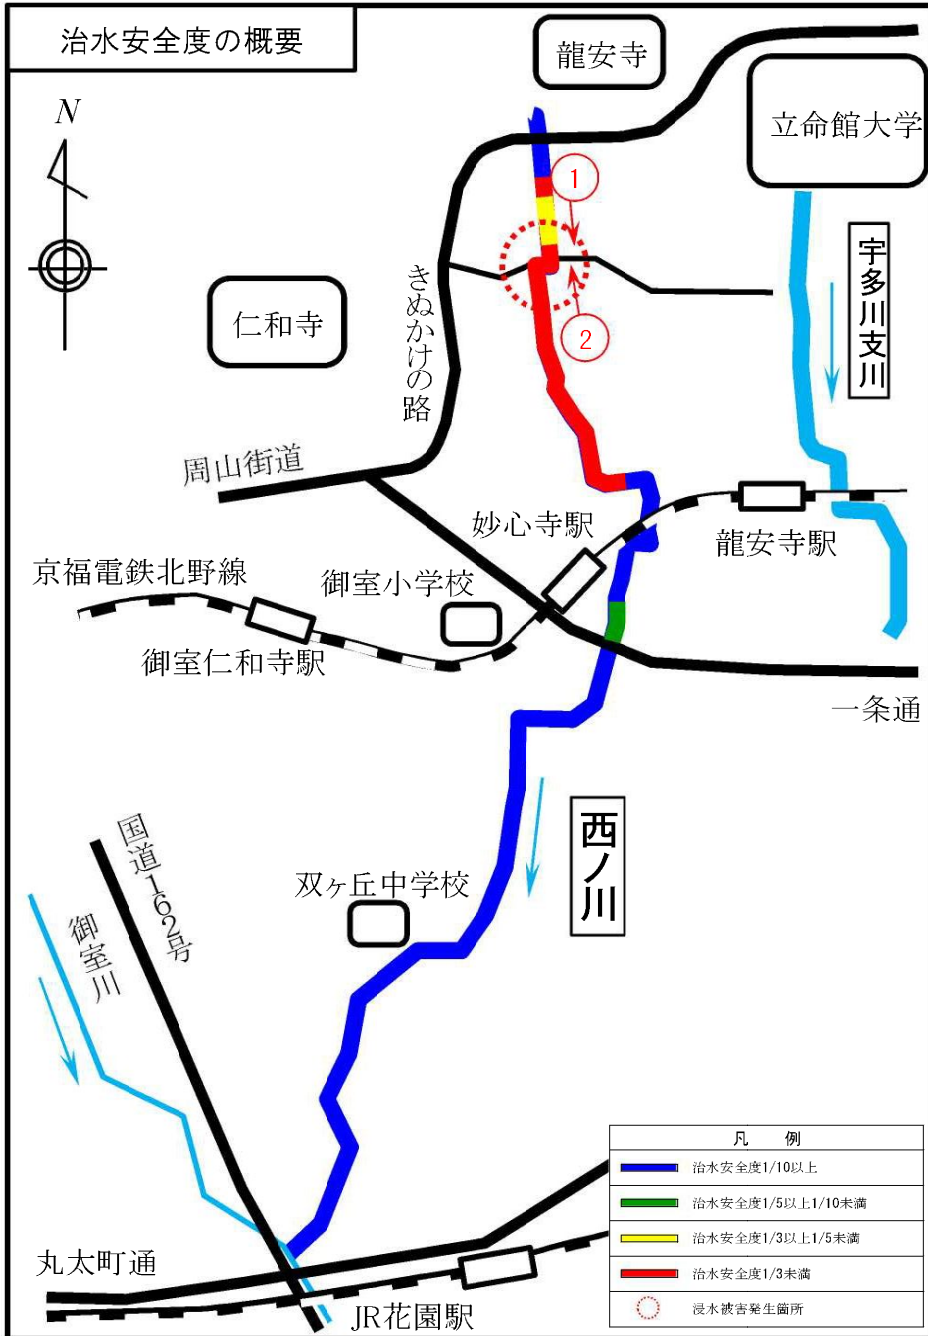 治水安全度の概要
龍安寺
立命館大学
N
①
宇多川支川
きぬかけの路
仁和寺
②
周山街道
妙心寺駅
龍安寺駅
京福電鉄北野線
御室小学校
御室仁和寺駅
一条通
西ノ川
国道162号
双ヶ丘中学校
御室川
凡 例
治水安全度1/10以上
治水安全度1/5以上1/10未満
治水安全度1/3以上1/5未満
治水安全度1/3未満
浸水被害発生箇所
丸太町通
JR花園駅